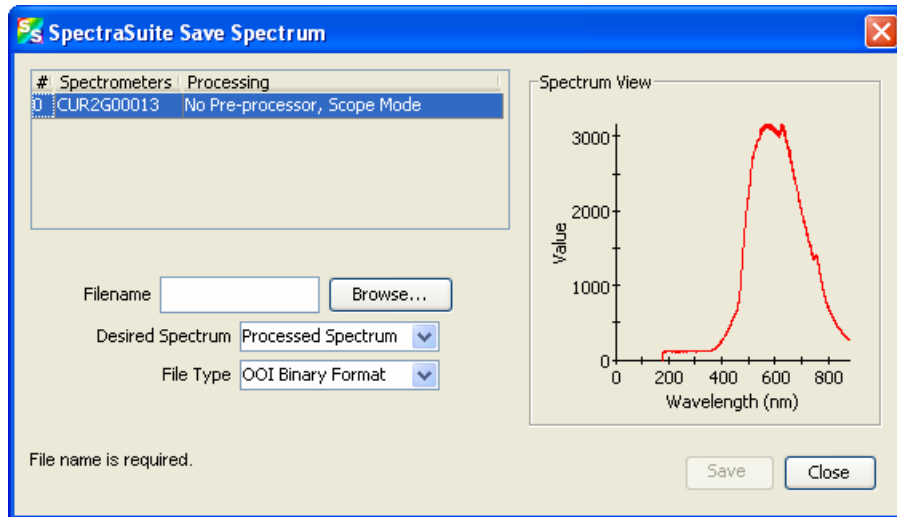 SS SpectraSuite Save Spectrum
# Spectrometers Processing
0 CUR2G00013 No Pre-processor, Scope Mode
Filename Browse...
Desired Spectrum Processed Spectrum
File Type OOI Binary Format
File name is required.
Spectrum View
3000
2000
1000
0
Value
0 200 400 600 800
Wavelength (nm)
Save Close